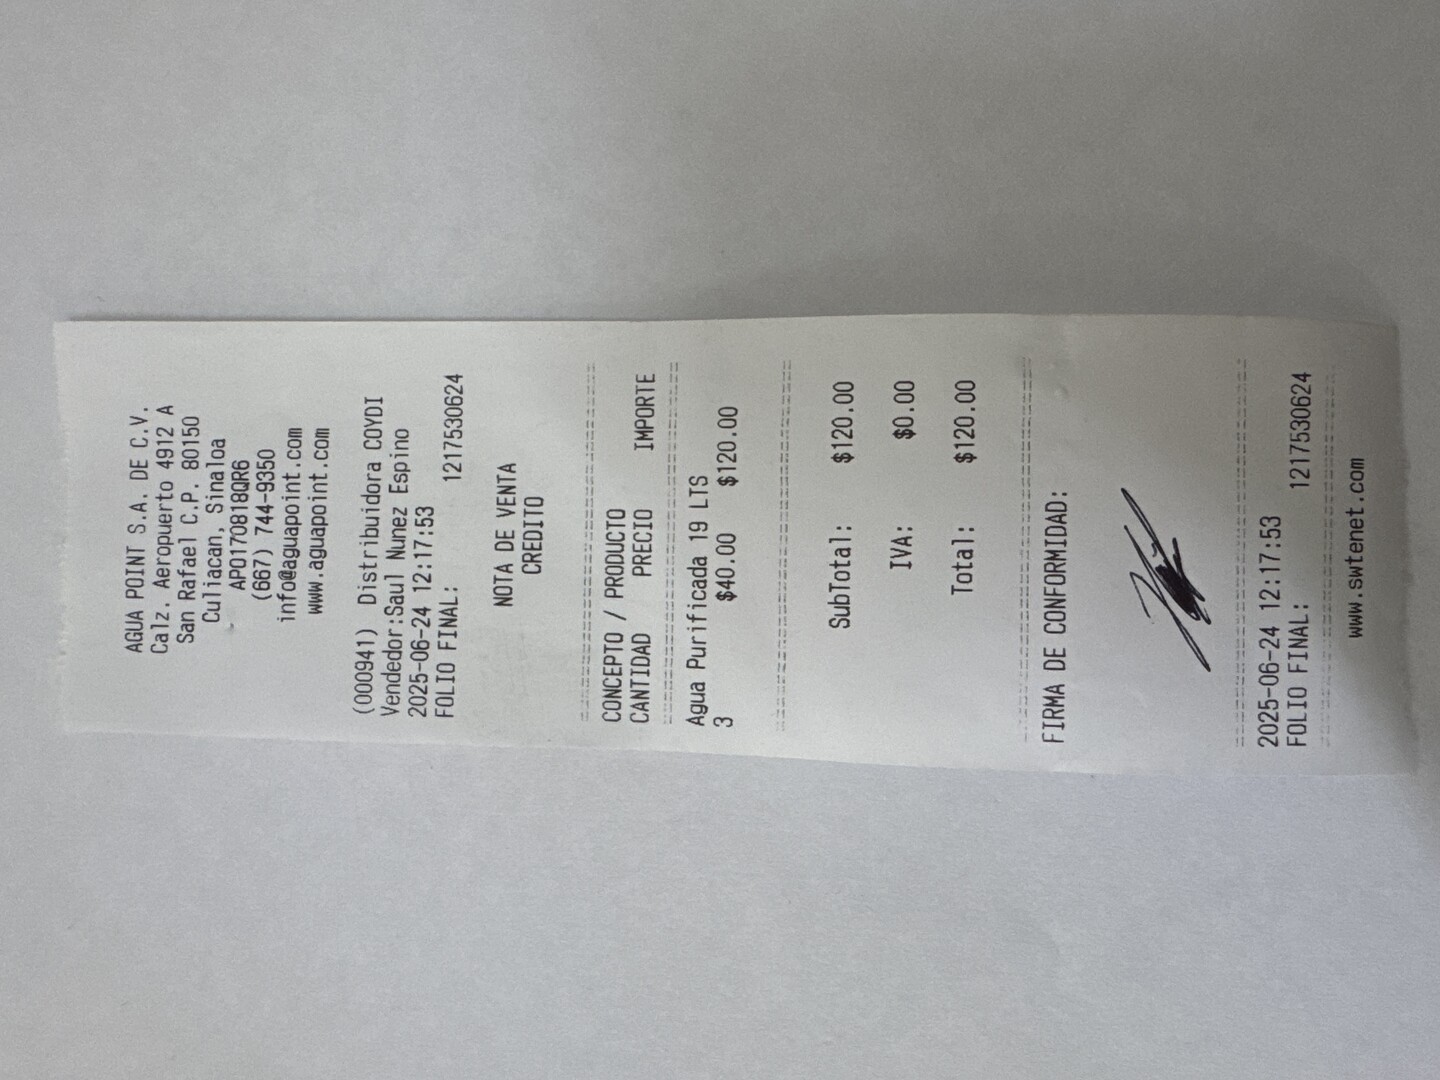 AGUA POINT S.A. DE C.V.
Calz. Aeropuerto 4912 A
San Rafael C.P. 80150
Culiacan, Sinaloa
APO170818QR6
(667) 744-9350
info@aguapoint.com
www.aguapoint.com
(000941) Distribuidora COYDI
Vendedor:Saul Nunez Espino
2025-06-24 12:17:53
FOLIO FINAL: 1217530624
NOTA DE VENTA
CREDITO
CONCEPTO / PRODUCTO
CANTIDAD PRECIO IMPORTE
Agua Purificada 19 LTS
3 $40.00 $120.00
SubTotal: $120.00
IVA: $0.00
Total: $120.00
FIRMA DE CONFORMIDAD:
2025-06-24 12:17:53
FOLIO FINAL: 1217530624
www.swtenet.com